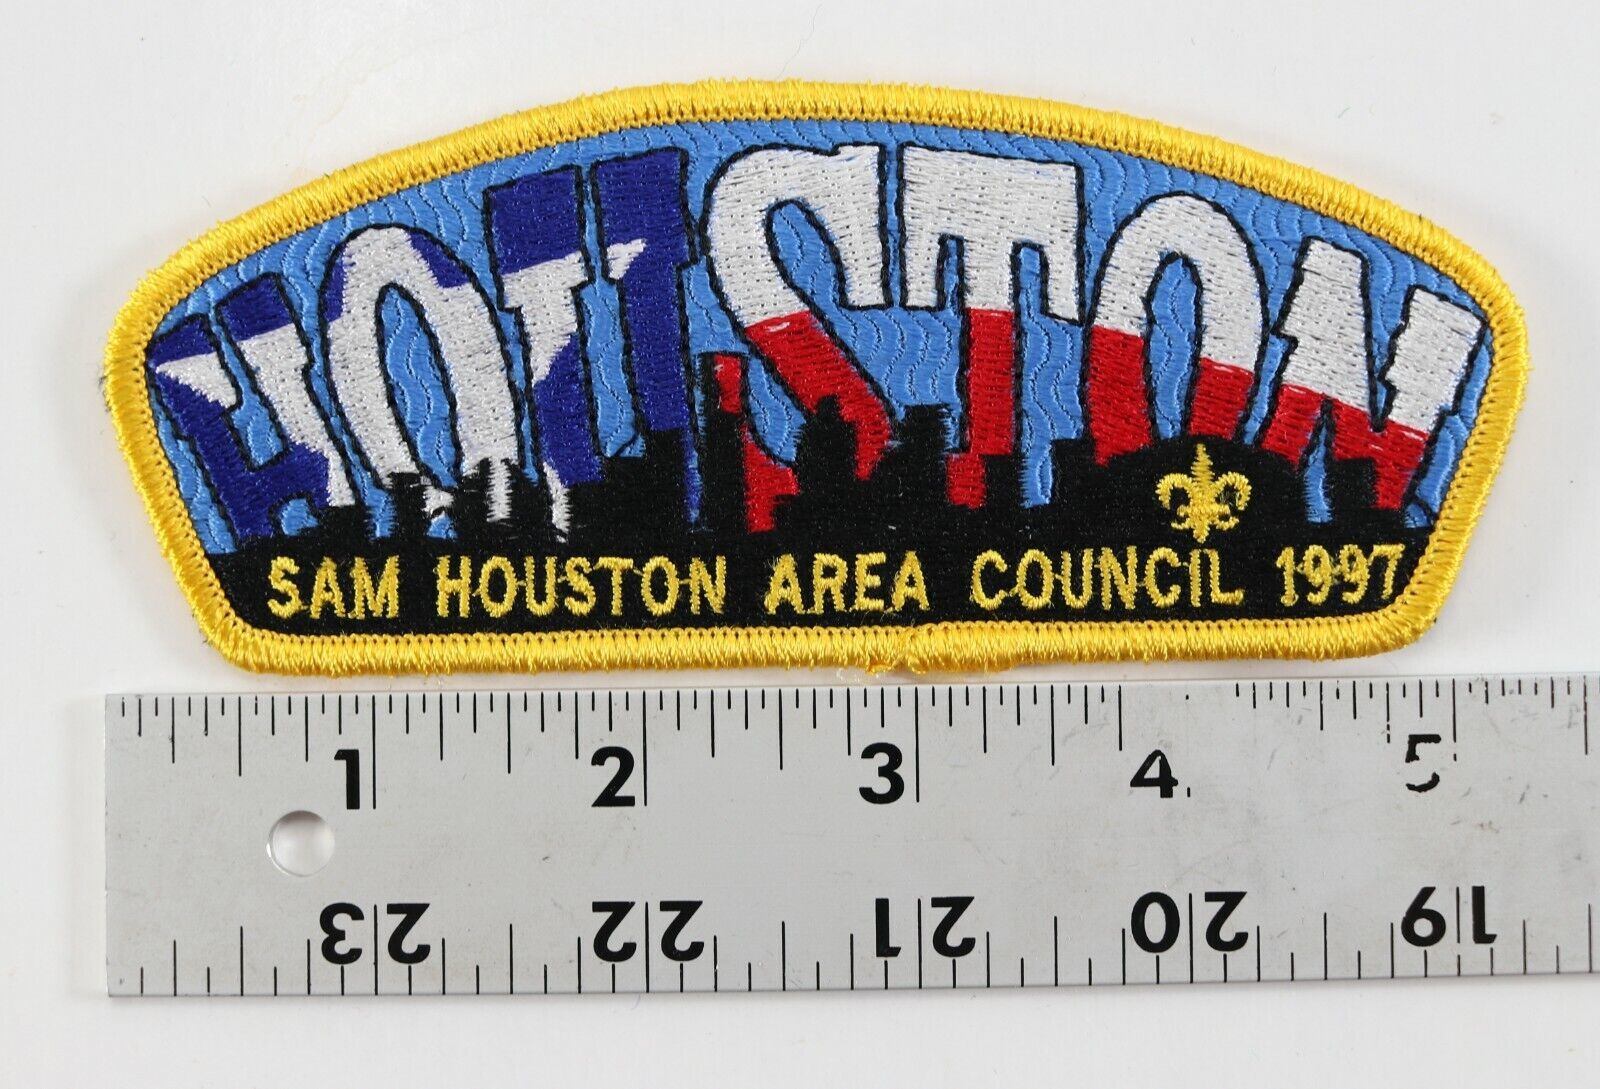 HOUSTON
SAM HOUSTON AREA COUNCIL 1997
1 2 3 4 5
23 22 21 20 19